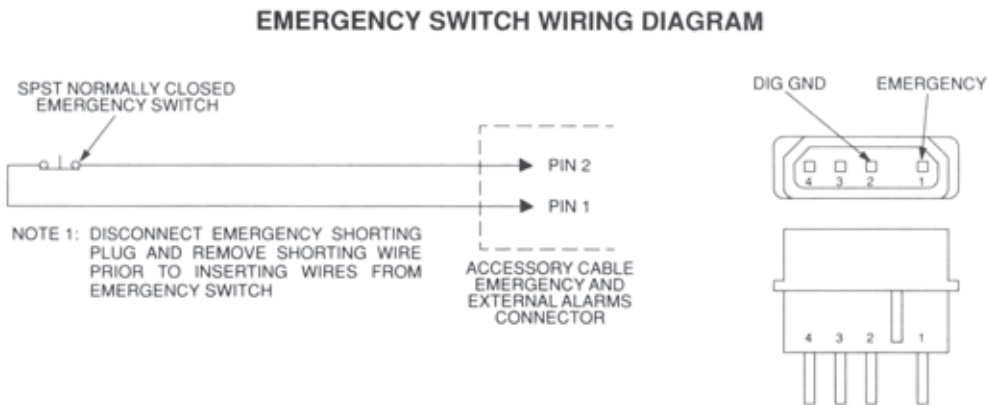 EMERGENCY SWITCH WIRING DIAGRAM
SPST NORMALLY CLOSED
EMERGENCY SWITCH
PIN 2
PIN 1
NOTE 1: DISCONNECT EMERGENCY SHORTING
PLUG AND REMOVE SHORTING WIRE
PRIOR TO INSERTING WIRES FROM
EMERGENCY SWITCH
ACCESSORY CABLE
EMERGENCY AND
EXTERNAL ALARMS
CONNECTOR
DIG GND
EMERGENCY
4 3 2 1
4 3 2 1